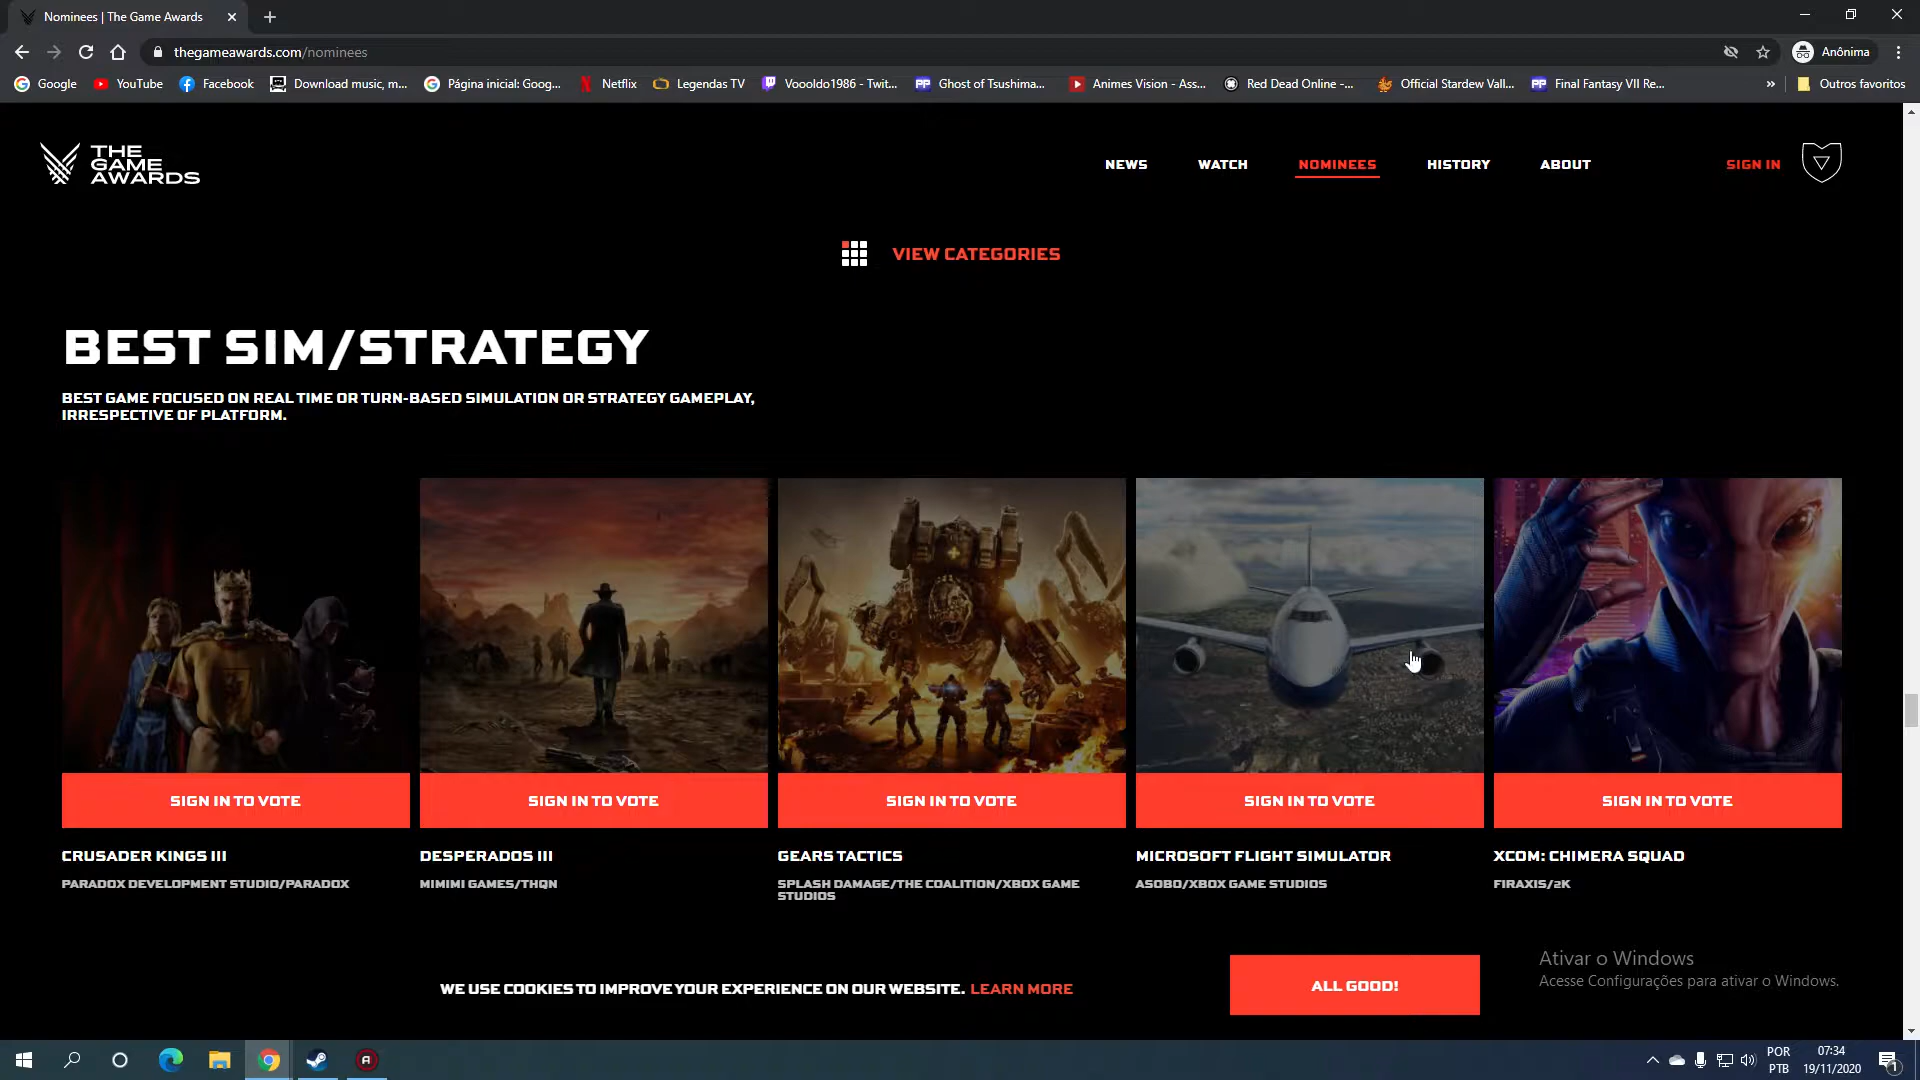 Nominees | The Game Awards
thegameawards.com/nominees
Anônima
Google
YouTube
Facebook
Download music, m...
Página inicial: Goog...
Netflix
Legendas TV
Voooldo1986 - Twit...
Ghost of Tsushima...
Animes Vision - Ass...
Red Dead Online -...
Official Stardew Vall...
Final Fantasy VII Re...
»
Outros favoritos
THE
GAME
AWARDS
NEWS
WATCH
NOMINEES
HISTORY
ABOUT
SIGN IN
VIEW CATEGORIES
BEST SIM/STRATEGY
BEST GAME FOCUSED ON REAL TIME OR TURN-BASED SIMULATION OR STRATEGY GAMEPLAY,
IRRESPECTIVE OF PLATFORM.
SIGN IN TO VOTE
SIGN IN TO VOTE
SIGN IN TO VOTE
SIGN IN TO VOTE
SIGN IN TO VOTE
CRUSADER KINGS III
PARADOX DEVELOPMENT STUDIO/PARADOX
DESPERADOS III
MIMIMI GAMES/THQN
GEARS TACTICS
SPLASH DAMAGE/THE COALITION/XBOX GAME
STUDIOS
MICROSOFT FLIGHT SIMULATOR
ASOBO/XBOX GAME STUDIOS
XCOM: CHIMERA SQUAD
FIRAXIS/2K
WE USE COOKIES TO IMPROVE YOUR EXPERIENCE ON OUR WEBSITE. LEARN MORE
ALL GOOD!
Ativar o Windows
Acesse Configurações para ativar o Windows.
POR
PTB
07:34
19/11/2020
1